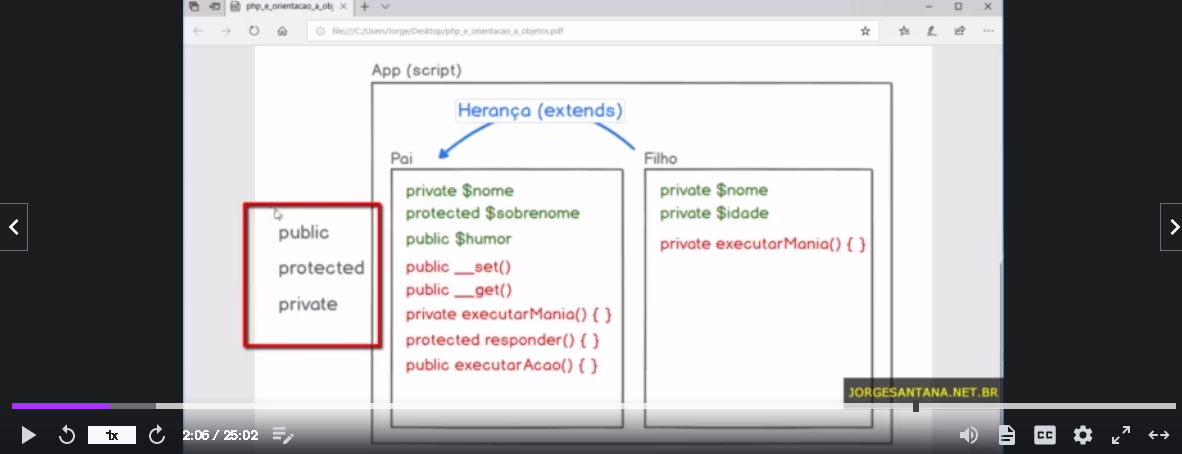 php_e_orientacao_a_obj
file:///C:/Users/Jorge/Desktop/php_e_orientacao_a_objetos.pdf
App (script)
Herança (extends)
Pai
private $nome
protected $sobrenome
public $humor
public __set()
public __get()
private executarMania() { }
protected responder() { }
public executarAcao() { }
Filho
private $nome
private $idade
private executarMania() { }
public
protected
private
JORGESANTANA.NET.BR
1x
2:06 / 25:02
CC